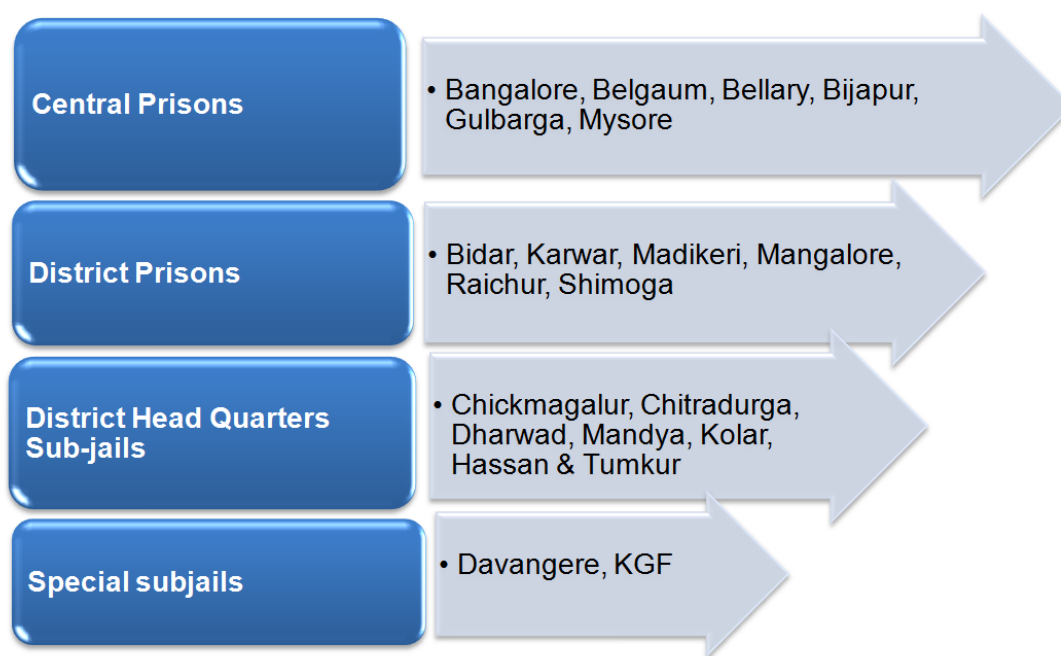 Central Prisons
• Bangalore, Belgaum, Bellary, Bijapur,
Gulbarga, Mysore
District Prisons
• Bidar, Karwar, Madikeri, Mangalore,
Raichur, Shimoga
District Head Quarters
Sub-jails
• Chickmagalur, Chitradurga,
Dharwad, Mandya, Kolar,
Hassan & Tumkur
Special subjails
• Davangere, KGF